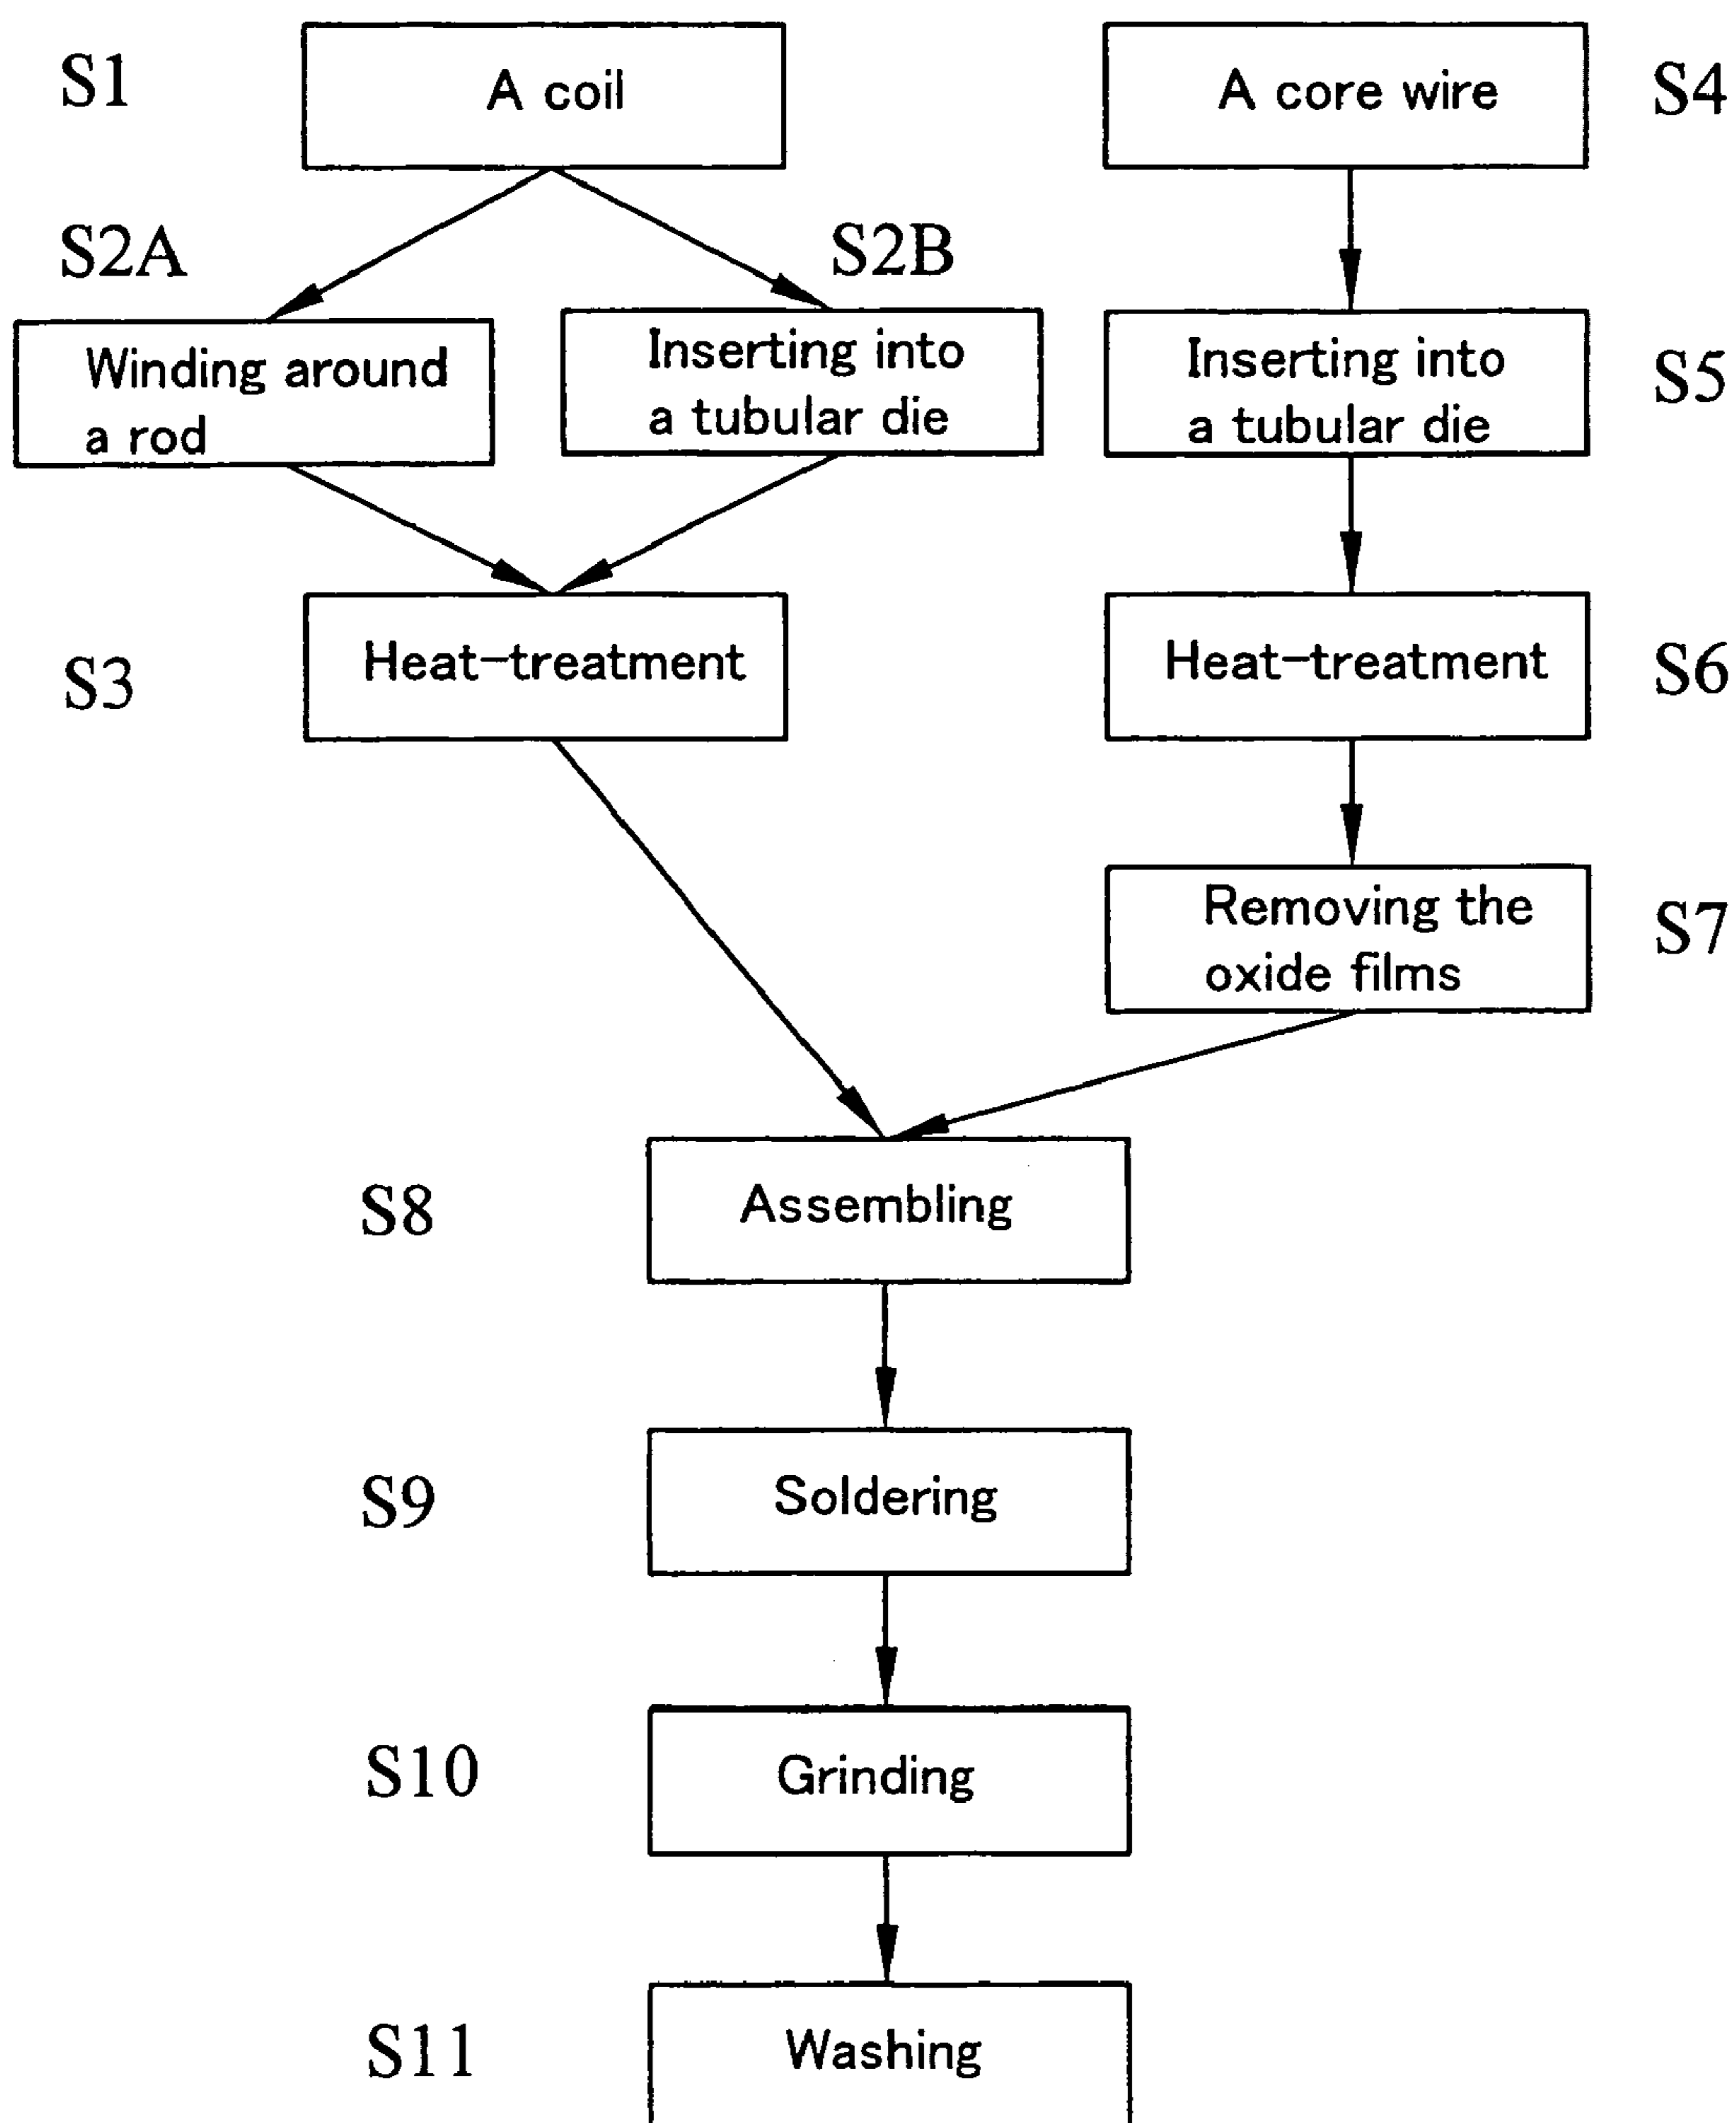 S1
A coil
A core wire
S4
S2A
S2B
Winding around
a rod
Inserting into
a tubular die
Inserting into
a tubular die
S5
S3
Heat-treatment
Heat-treatment
S6
Removing the
oxide films
S7
S8
Assembling
S9
Soldering
S10
Grinding
S11
Washing